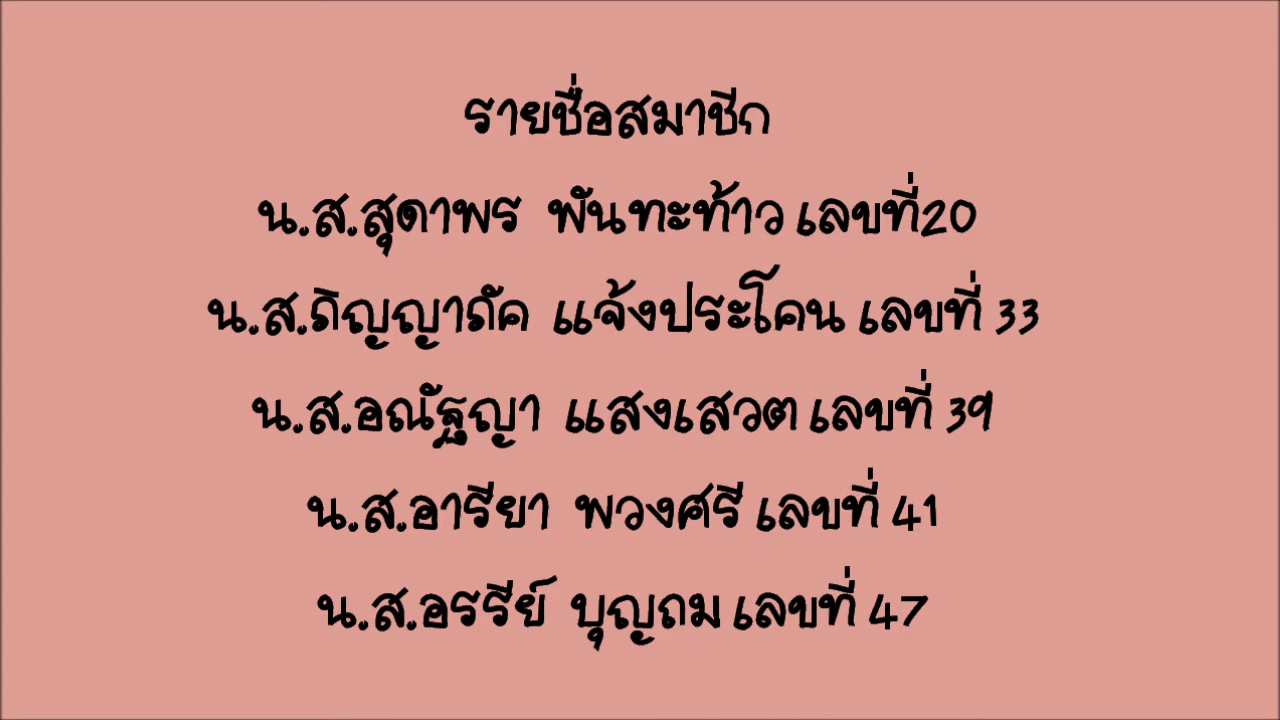 รายชื่อสมาชีก
น.ส.สุดาพร พันทะท้าว เลขที่20
น.ส.ภิญญาภัค แจ้งประโคน เลขที่ 33
น.ส.อณัฐญา แสงเสวต เลขที่ 39
น.ส.อารียา พวงศรี เลขที่ 41
น.ส.อรรีย์ บุญถม เลขที่ 47